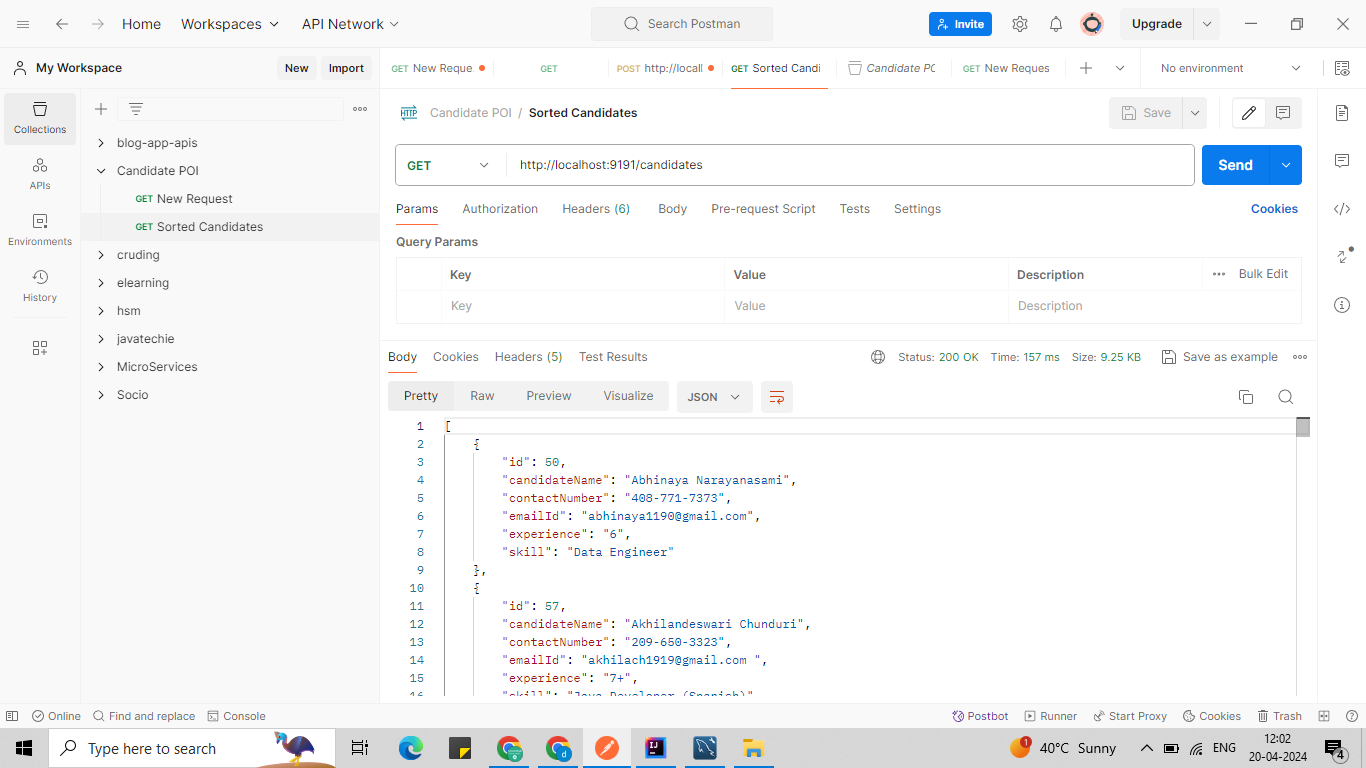 Home Workspaces API Network Search Postman Invite Upgrade
My Workspace New Import GET New Reque GET POST http://locall GET Sorted Candi Candidate PO GET New Reques No environment
Collections
APIs
Environments
History
blog-app-apis
Candidate POI
GET New Request
GET Sorted Candidates
cruding
elearning
hsm
javatechie
MicroServices
Socio
HTTP Candidate POI / Sorted Candidates Save
GET http://localhost:9191/candidates Send
Params Authorization Headers (6) Body Pre-request Script Tests Settings Cookies
Query Params
Key Value Description Bulk Edit
Key Value Description
Body Cookies Headers (5) Test Results Status: 200 OK Time: 157 ms Size: 9.25 KB Save as example
Pretty Raw Preview Visualize JSON
1 [
2 {
3 "id": 50,
4 "candidateName": "Abhinaya Narayanasami",
5 "contactNumber": "408-771-7373",
6 "emailId": "abhinaya1190@gmail.com",
7 "experience": "6",
8 "skill": "Data Engineer"
9 },
10 {
11 "id": 57,
12 "candidateName": "Akhilandeswari Chunduri",
13 "contactNumber": "209-650-3323",
14 "emailId": "akhilach1919@gmail.com ",
15 "experience": "7+",
16 "skill": "Java Developer (Spanish)"
Online Find and replace Console Postbot Runner Start Proxy Cookies Trash
Type here to search 1 40°C Sunny ENG 12:02
20-04-2024 4